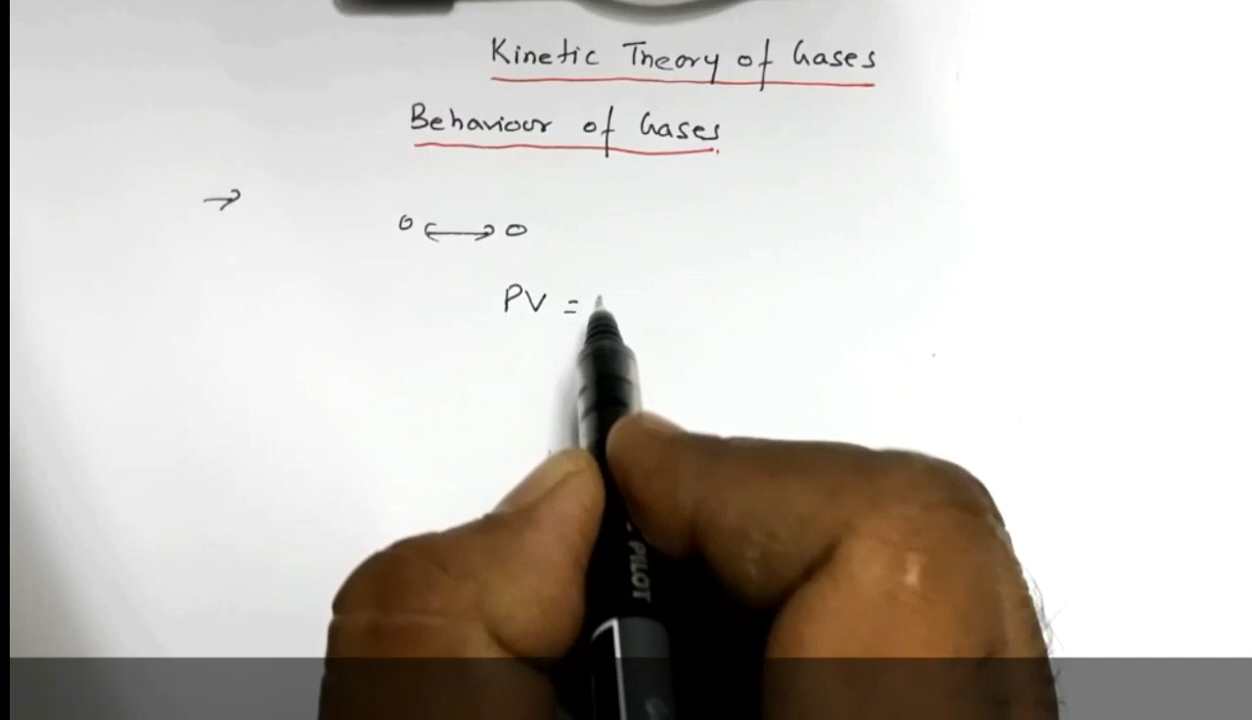 Kinetic Theory of Gases
Behaviour of Gases
→
o ↔ o
PV =
PILOT